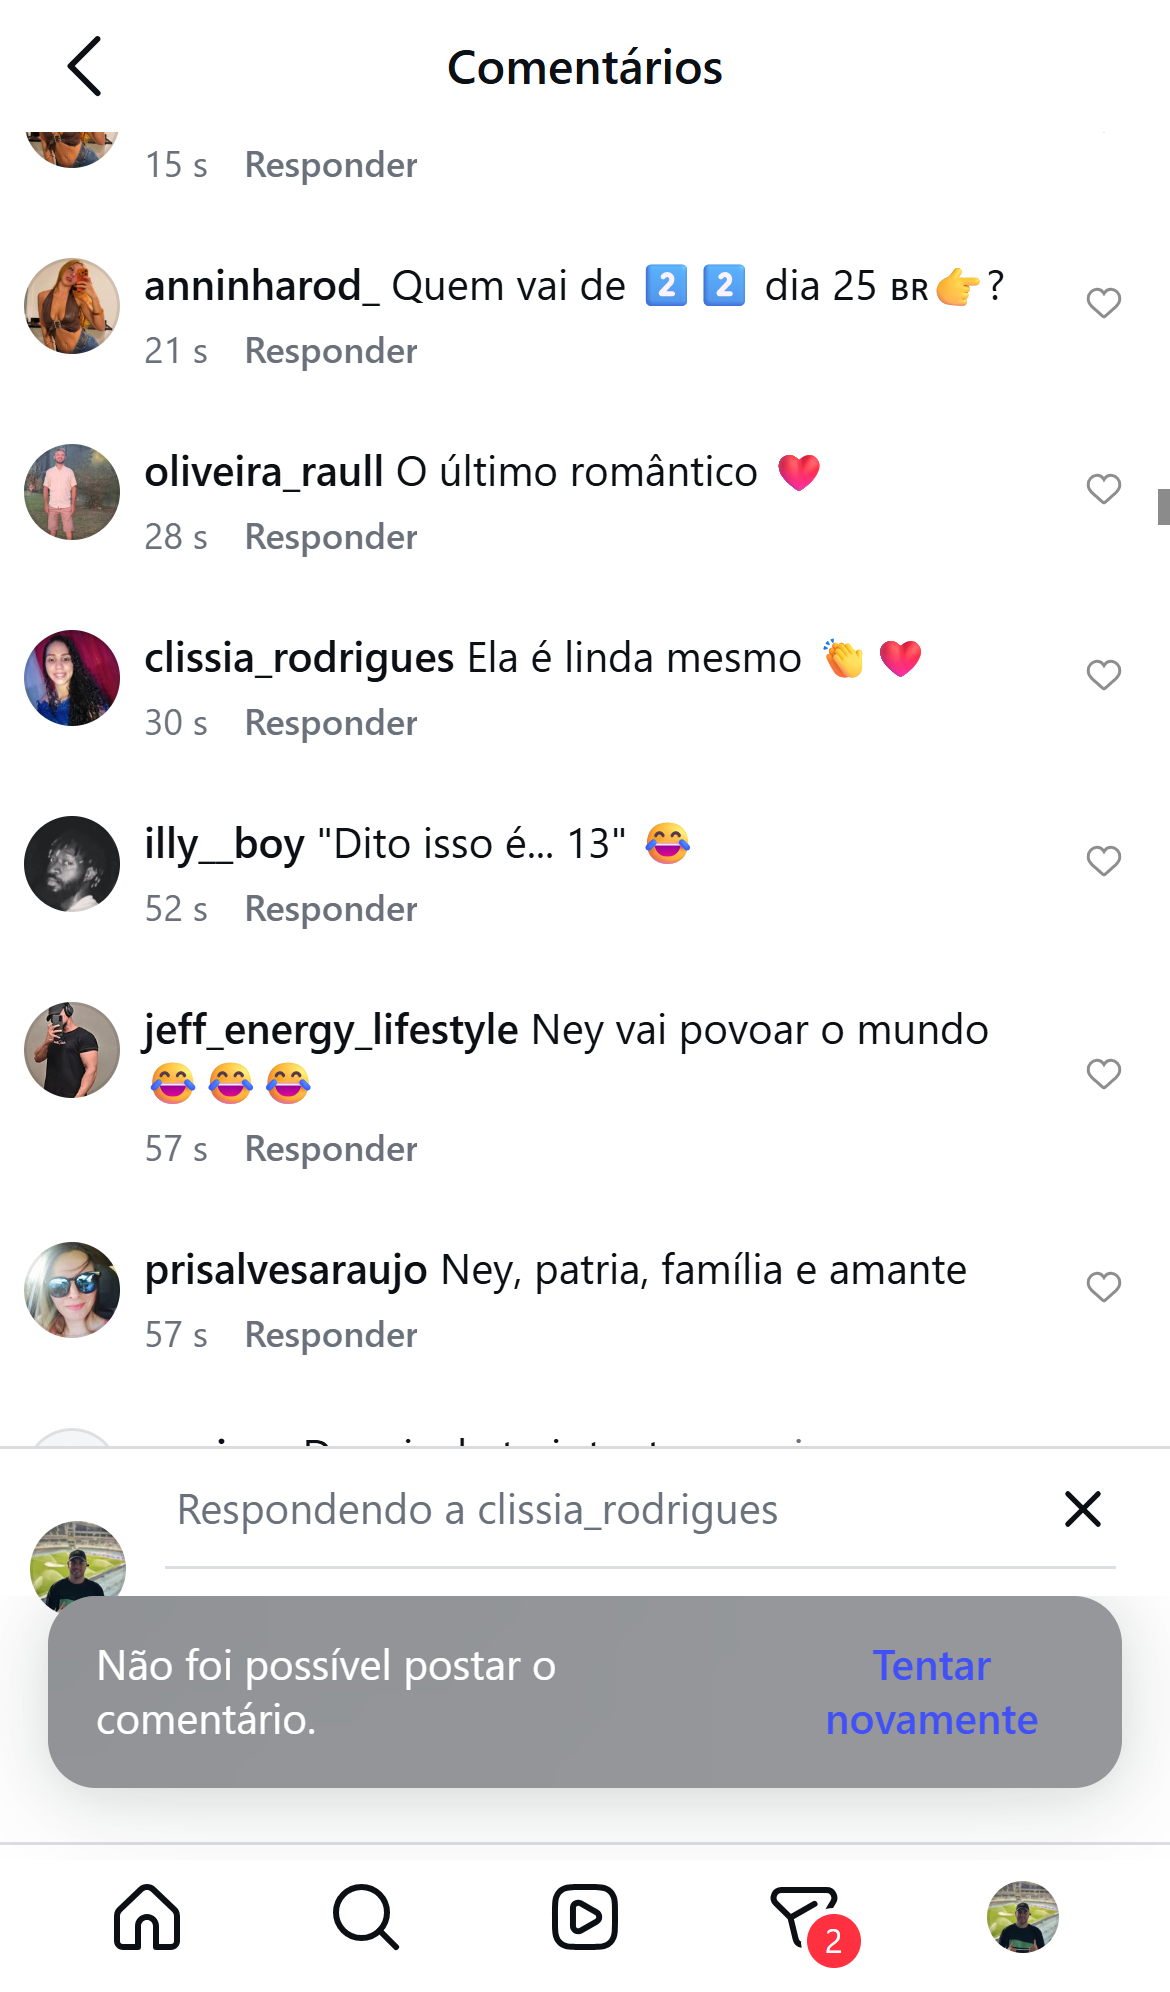 Comentários
15 s Responder
anninharod_ Quem vai de 2️⃣ 2️⃣ dia 25 BR👉?
21 s Responder
oliveira_raull O último romântico ❤️
28 s Responder
clissia_rodrigues Ela é linda mesmo 👏❤️
30 s Responder
illy__boy "Dito isso é... 13" 😂
52 s Responder
jeff_energy_lifestyle Ney vai povoar o mundo
😂😂😂
57 s Responder
prisalvesaraujo Ney, patria, família e amante
57 s Responder
Respondendo a clissia_rodrigues
Não foi possível postar o
comentário.
Tentar
novamente
2